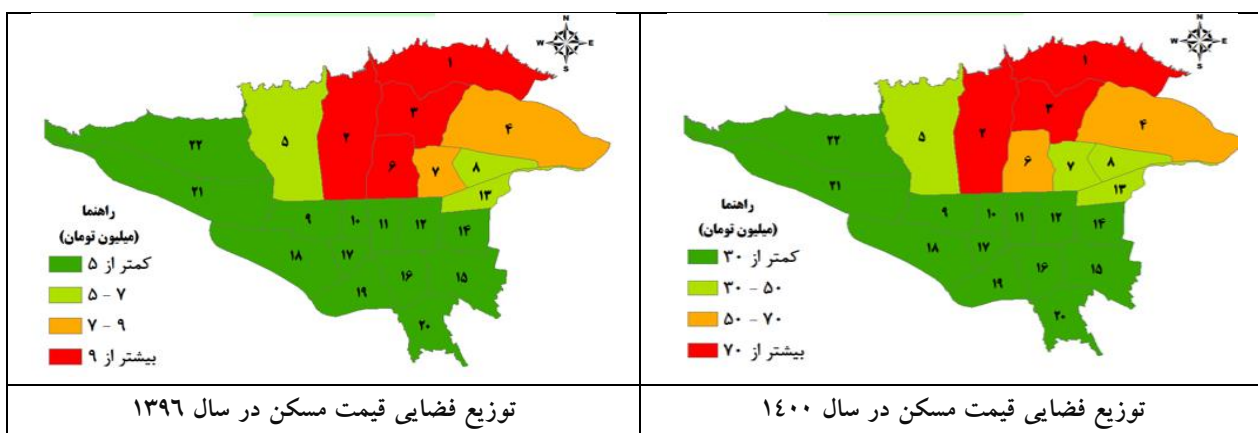 N
W E
S
۱
۲
۳
۴
۵
۶
۷
۸
۱۳
۲۲
۲۱
۹
۱۰
۱۱
۱۲
۱۴
۱۸
۱۷
۱۶
۱۵
۱۹
۲۰
راهنما
(میلیون تومان)
کمتر از ۵
۵ - ۷
۷ - ۹
بیشتر از ۹
توزیع فضایی قیمت مسکن در سال ۱۳۹۶
N
W E
S
۱
۲
۳
۴
۵
۶
۷
۸
۱۳
۲۲
۲۱
۹
۱۰
۱۱
۱۲
۱۴
۱۸
۱۷
۱۶
۱۵
۱۹
۲۰
راهنما
(میلیون تومان)
کمتر از ۳۰
۳۰ - ۵۰
۵۰ - ۷۰
بیشتر از ۷۰
توزیع فضایی قیمت مسکن در سال ۱۴۰۰